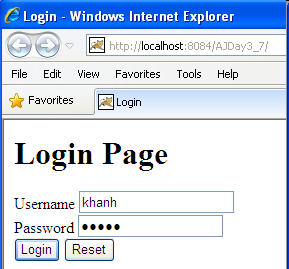 Login - Windows Internet Explorer
http://localhost:8084/AJDay3_7/
File Edit View Favorites Tools Help
Favorites Login
Login Page
Username khanh
Password •••••
Login Reset